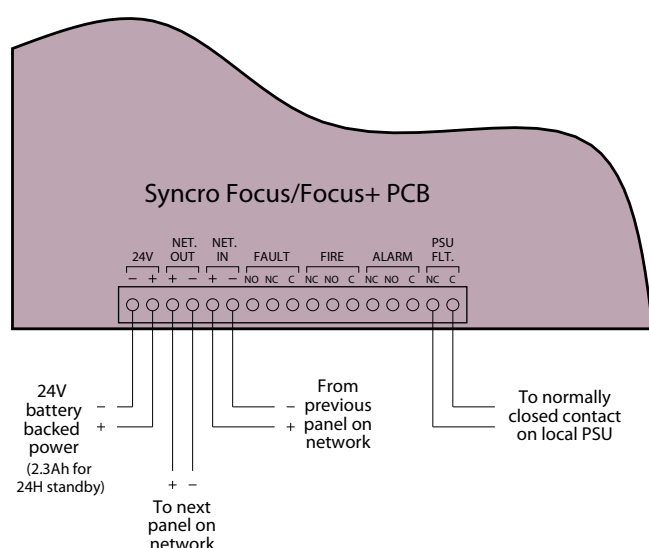 Syncro Focus/Focus+ PCB
24V
NET.
OUT
NET.
IN
FAULT
FIRE
ALARM
PSU
FLT.
− + + − + − NO NC C NC NO C NC NO C NC C
24V
battery
backed
power
(2.3Ah for
24H standby)
−
+
+ −
To next
panel on
network
−
+
From
previous
panel on
network
To normally
closed contact
on local PSU